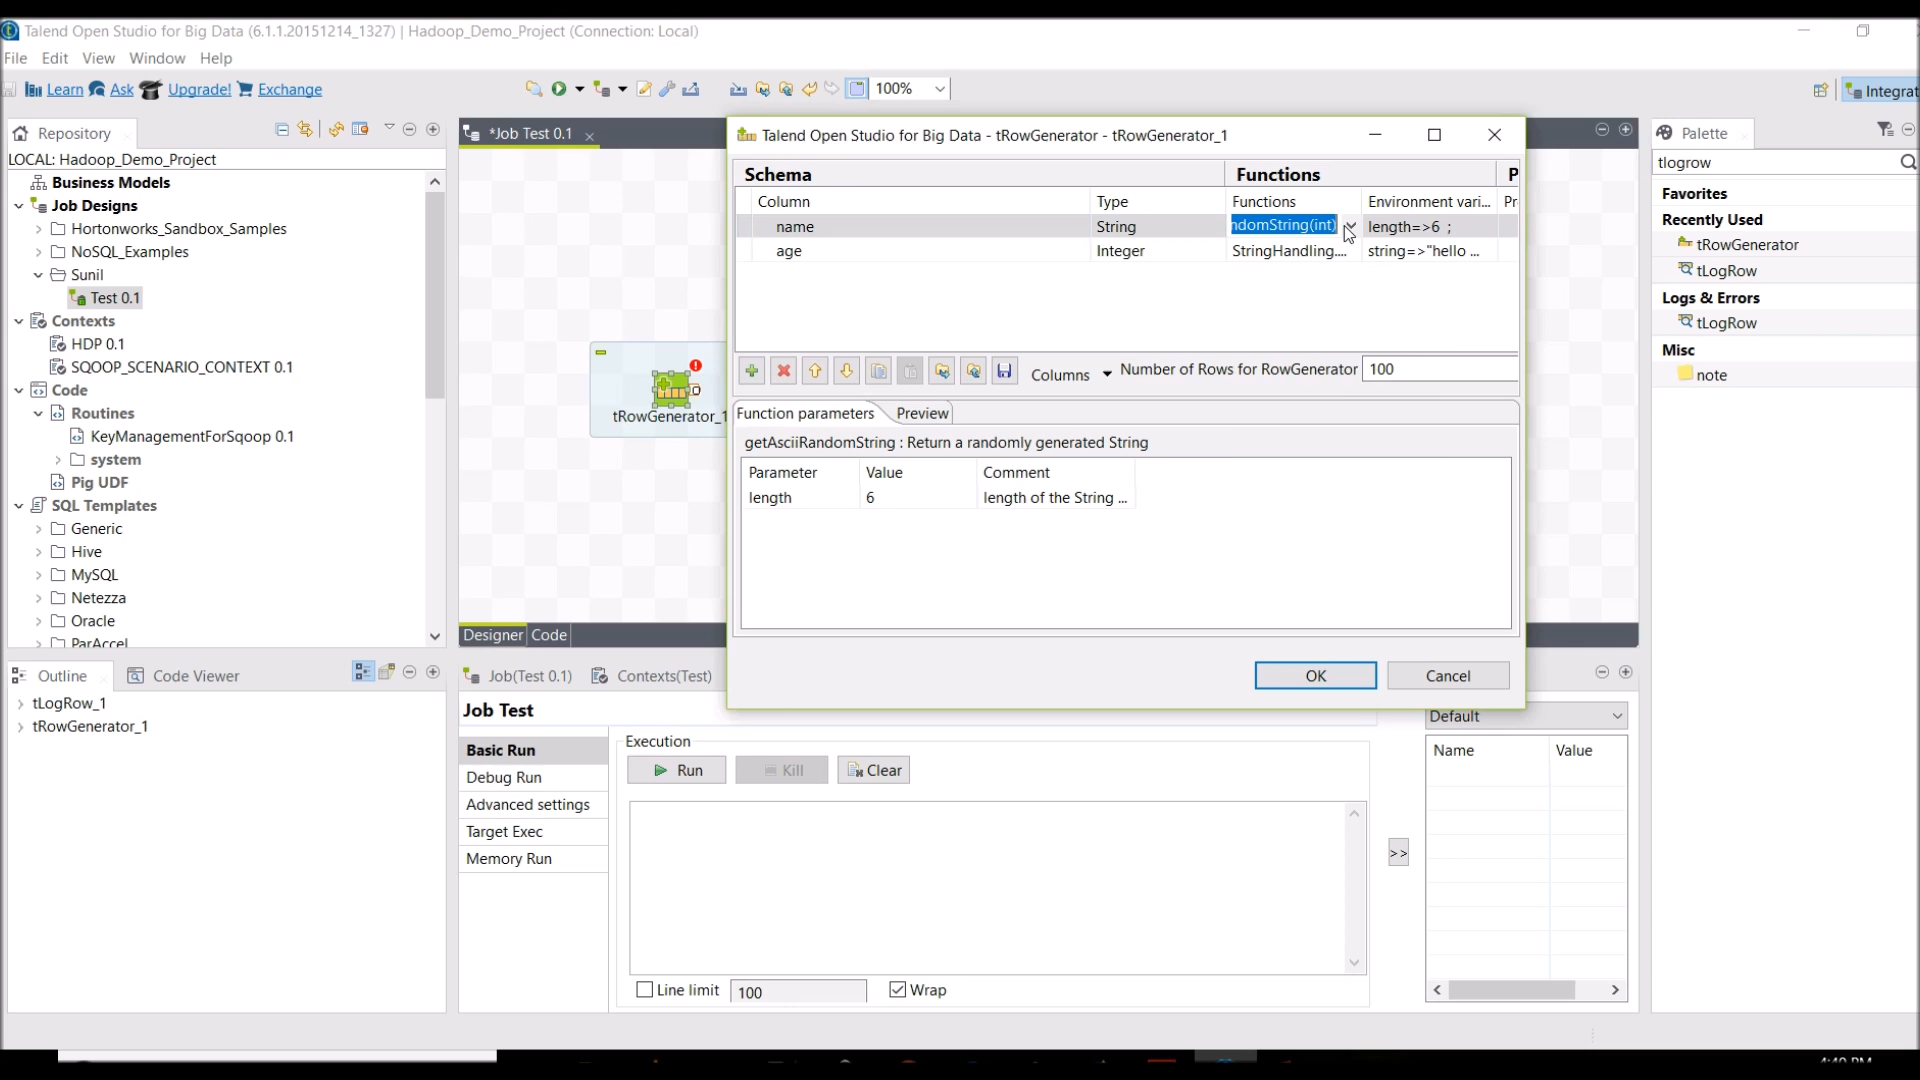 Talend Open Studio for Big Data (6.1.1.20151214_1327) | Hadoop_Demo_Project (Connection: Local)
File Edit View Window Help
Learn Ask Upgrade! Exchange 100% Integrat
Repository
LOCAL: Hadoop_Demo_Project
Business Models
Job Designs
Hortonworks_Sandbox_Samples
NoSQL_Examples
Sunil
Test 0.1
Contexts
HDP 0.1
SQOOP_SCENARIO_CONTEXT 0.1
Code
Routines
KeyManagementForSqoop 0.1
system
Pig UDF
SQL Templates
Generic
Hive
MySQL
Netezza
Oracle
ParAccel
*Job Test 0.1
tRowGenerator_1
Designer Code
Talend Open Studio for Big Data - tRowGenerator - tRowGenerator_1
Schema Functions P
Column Type Functions Environment vari... Pr
name String ndomString(int) length=>6 ;
age Integer StringHandling.... string=>"hello ...
Columns Number of Rows for RowGenerator 100
Function parameters Preview
getAsciiRandomString : Return a randomly generated String
Parameter Value Comment
length 6 length of the String ...
OK Cancel
Palette
tlogrow
Favorites
Recently Used
tRowGenerator
tLogRow
Logs & Errors
tLogRow
Misc
note
Outline Code Viewer
tLogRow_1
tRowGenerator_1
Job(Test 0.1) Contexts(Test)
Job Test
Basic Run
Debug Run
Advanced settings
Target Exec
Memory Run
Execution
Run Kill Clear
Line limit 100 Wrap
>>
Default
Name Value
4:40 PM